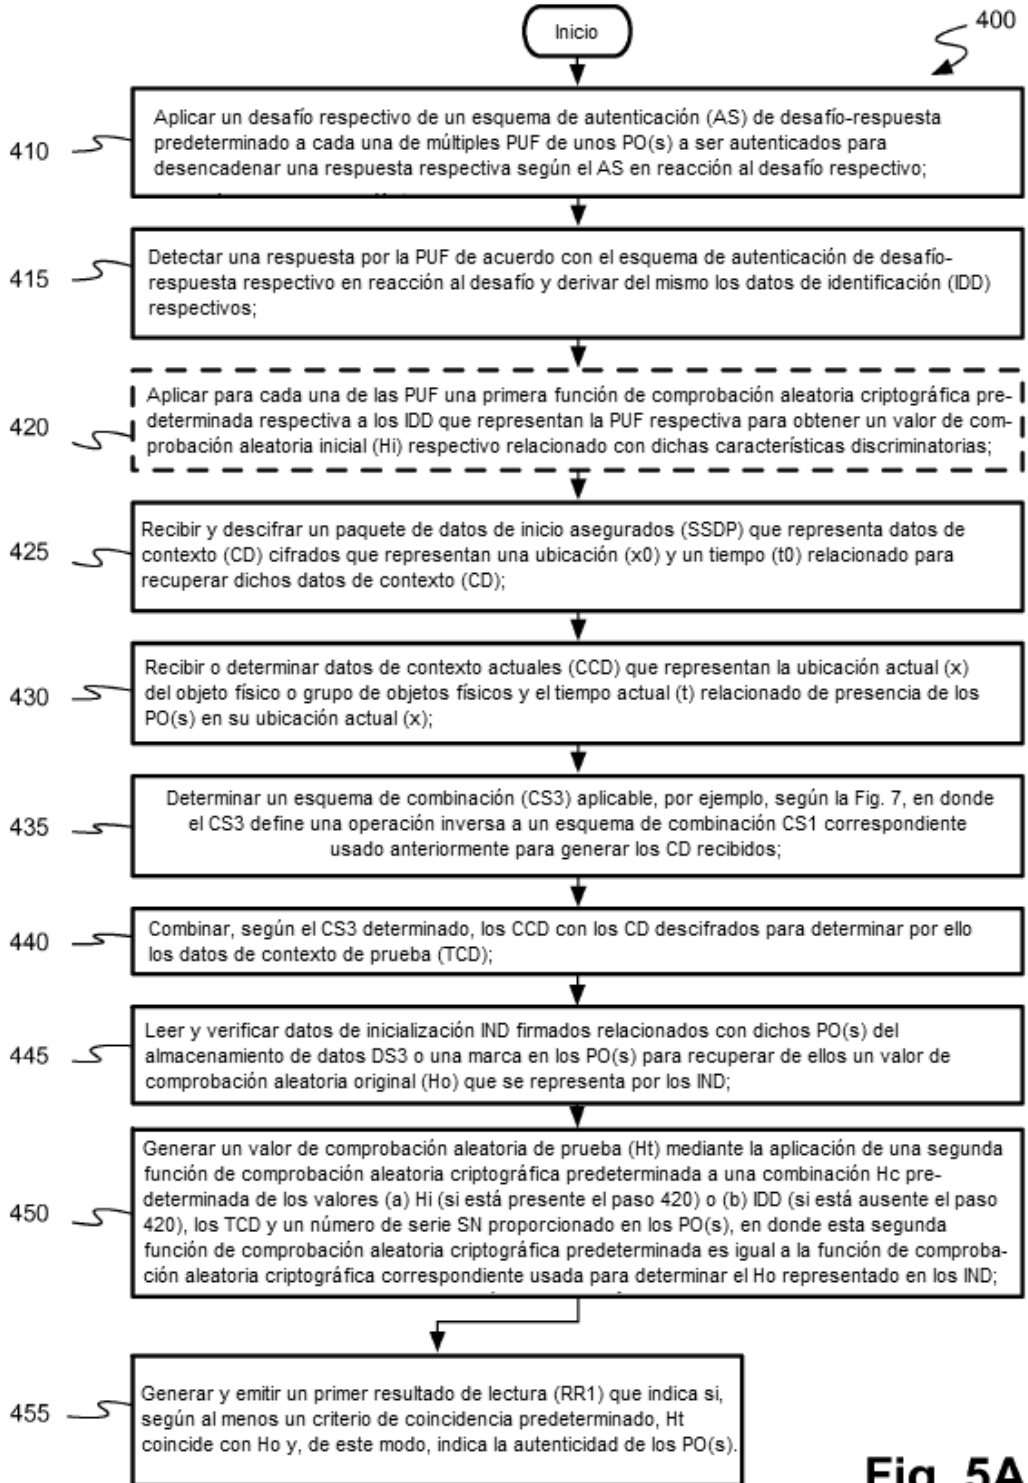 Inicio
400
410
Aplicar un desafío respectivo de un esquema de autenticación (AS) de desafío-respuesta
predeterminado a cada una de múltiples PUF de unos PO(s) a ser autenticados para
desencadenar una respuesta respectiva según el AS en reacción al desafío respectivo;
415
Detectar una respuesta por la PUF de acuerdo con el esquema de autenticación de desafío-
respuesta respectivo en reacción al desafío y derivar del mismo los datos de identificación (IDD)
respectivos;
420
Aplicar para cada una de las PUF una primera función de comprobación aleatoria criptográfica pre-
determinada respectiva a los IDD que representan la PUF respectiva para obtener un valor de com-
probación aleatoria inicial (Hi) respectivo relacionado con dichas características discriminatorias;
425
Recibir y descifrar un paquete de datos de inicio asegurados (SSDP) que representa datos de
contexto (CD) cifrados que representan una ubicación (x0) y un tiempo (t0) relacionado para
recuperar dichos datos de contexto (CD);
430
Recibir o determinar datos de contexto actuales (CCD) que representan la ubicación actual (x)
del objeto físico o grupo de objetos físicos y el tiempo actual (t) relacionado de presencia de los
PO(s) en su ubicación actual (x);
435
Determinar un esquema de combinación (CS3) aplicable, por ejemplo, según la Fig. 7, en donde
el CS3 define una operación inversa a un esquema de combinación CS1 correspondiente
usado anteriormente para generar los CD recibidos;
440
Combinar, según el CS3 determinado, los CCD con los CD descifrados para determinar por ello
los datos de contexto de prueba (TCD);
445
Leer y verificar datos de inicialización IND firmados relacionados con dichos PO(s) del
almacenamiento de datos DS3 o una marca en los PO(s) para recuperar de ellos un valor de
comprobación aleatoria original (Ho) que se representa por los IND;
450
Generar un valor de comprobación aleatoria de prueba (Ht) mediante la aplicación de una segunda
función de comprobación aleatoria criptográfica predeterminada a una combinación Hc pre-
determinada de los valores (a) Hi (si está presente el paso 420) o (b) IDD (si está ausente el paso
420), los TCD y un número de serie SN proporcionado en los PO(s), en donde esta segunda
función de comprobación aleatoria criptográfica predeterminada es igual a la función de comproba-
ción aleatoria criptográfica correspondiente usada para determinar el Ho representado en los IND;
455
Generar y emitir un primer resultado de lectura (RR1) que indica si,
según al menos un criterio de coincidencia predeterminado, Ht
coincide con Ho y, de este modo, indica la autenticidad de los PO(s).
Fig. 5A